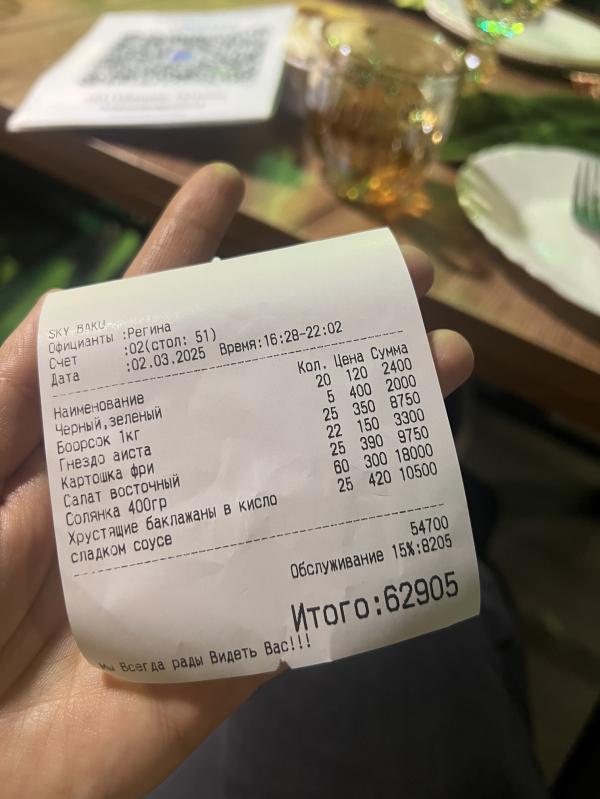 SKY BAKU
Официанты :Регина
Счет :02(стол: 51)
Дата :02.03.2025 Время:16:28-22:02
Наименование Кол. Цена Сумма
Черный,зеленый 20 120 2400
Боорсок 1кг 5 400 2000
Гнездо аиста 25 350 8750
Картошка фри 22 150 3300
Салат восточный 25 390 9750
Солянка 400гр 60 300 18000
Хрустящие баклажаны в кисло 25 420 10500
сладком соусе
54700
Обслуживание 15%:8205
Итого:62905
Мы Всегда рады Видеть Вас!!!